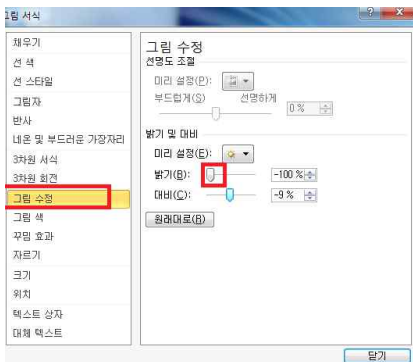 그림 서식
채우기
선 색
선 스타일
그림자
반사
네온 및 부드러운 가장자리
3차원 서식
3차원 회전
그림 수정
그림 색
꾸밈 효과
자르기
크기
위치
텍스트 상자
대체 텍스트
그림 수정
선명도 조절
미리 설정(P):
부드럽게(S) 선명하게
0 %
밝기 및 대비
미리 설정(E):
밝기(B): -100 %
대비(C): -9 %
원래대로(R)
닫기